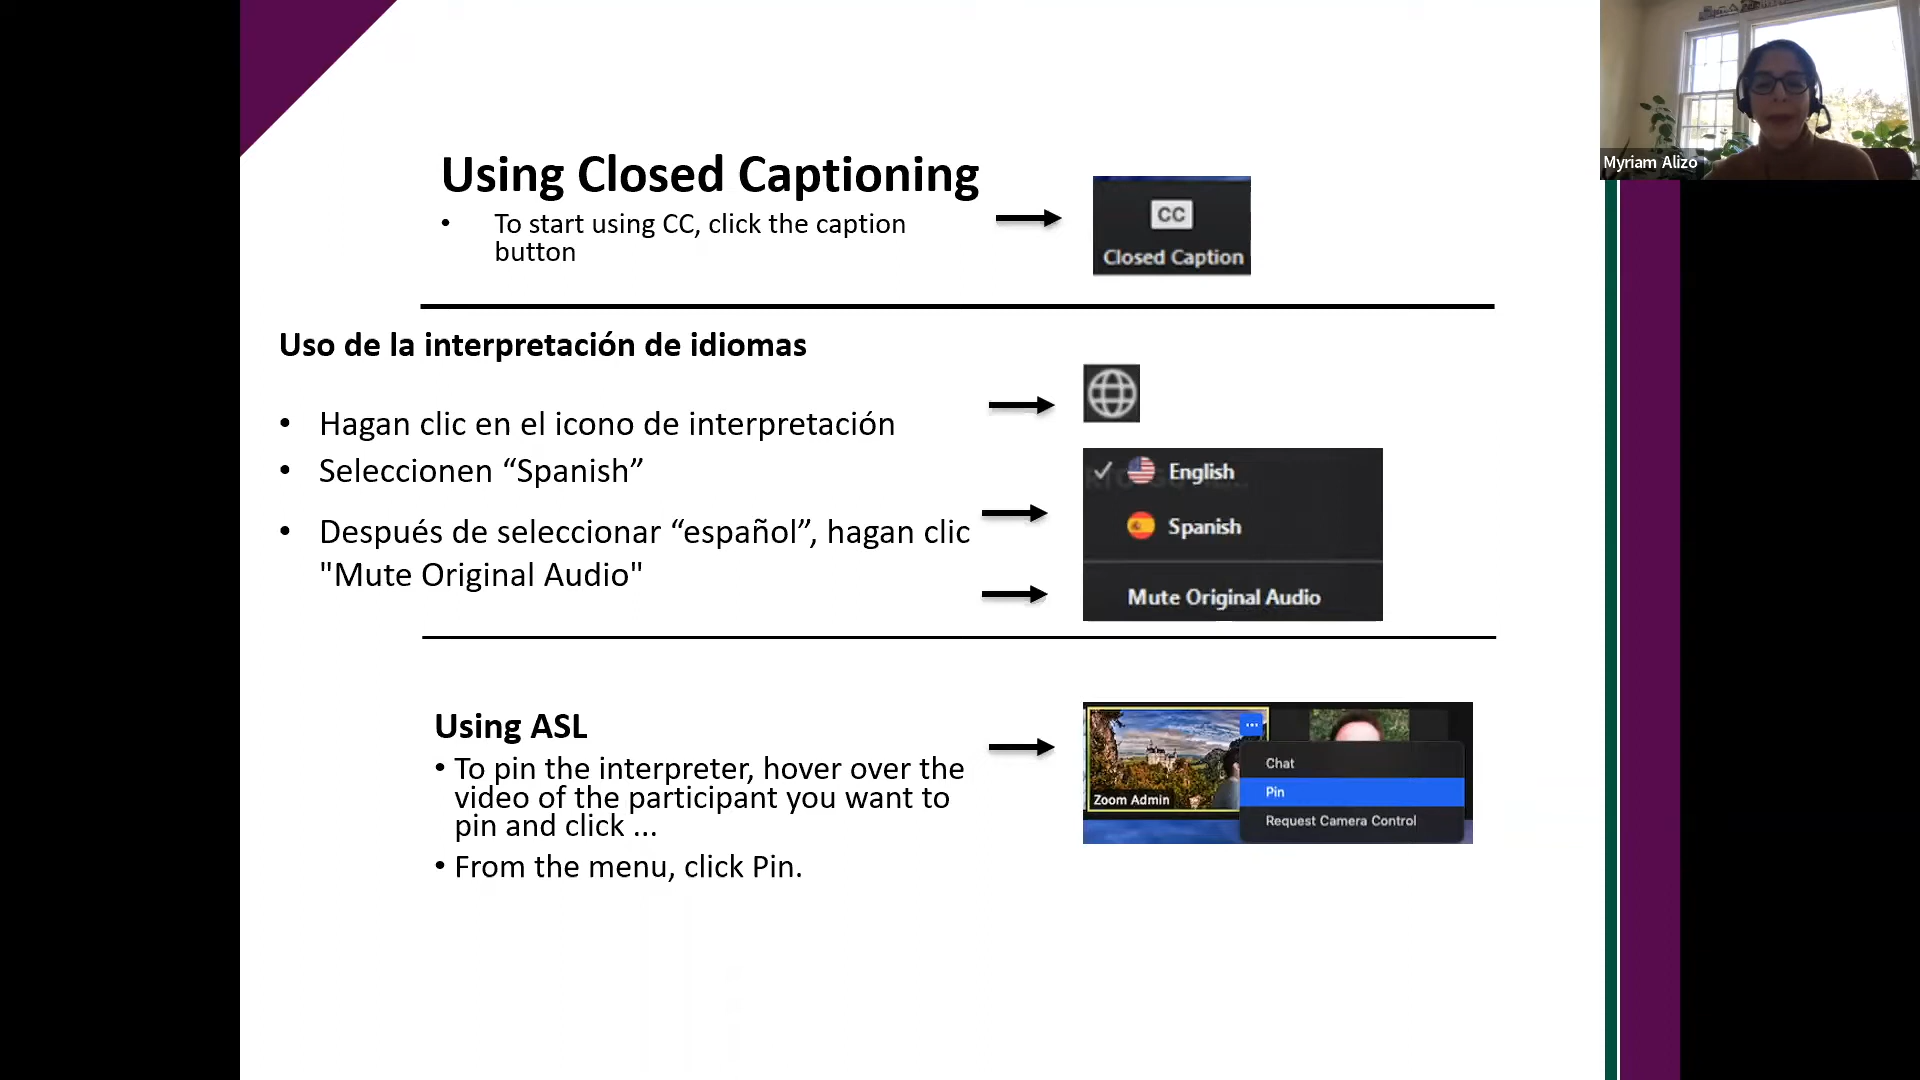 Myriam Alizo
Using Closed Captioning
• To start using CC, click the caption
button
CC
Closed Caption
Uso de la interpretación de idiomas
• Hagan clic en el icono de interpretación
• Seleccionen “Spanish”
• Después de seleccionar “español”, hagan clic
"Mute Original Audio"
English
Spanish
Mute Original Audio
Using ASL
• To pin the interpreter, hover over the
video of the participant you want to
pin and click ...
• From the menu, click Pin.
Zoom Admin
Chat
Pin
Request Camera Control